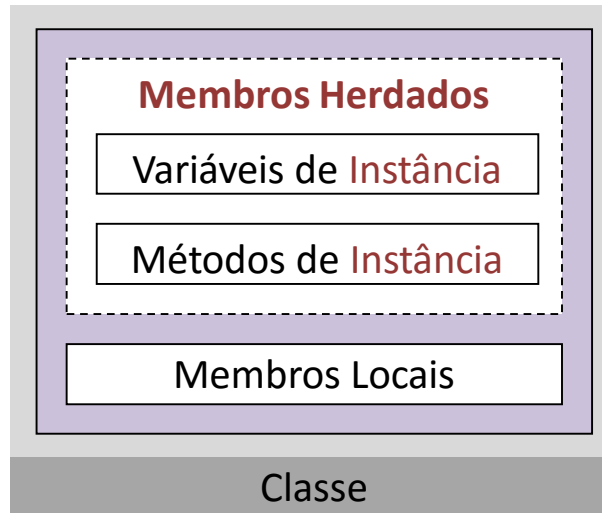 Membros Herdados
Variáveis de Instância
Métodos de Instância
Membros Locais
Classe